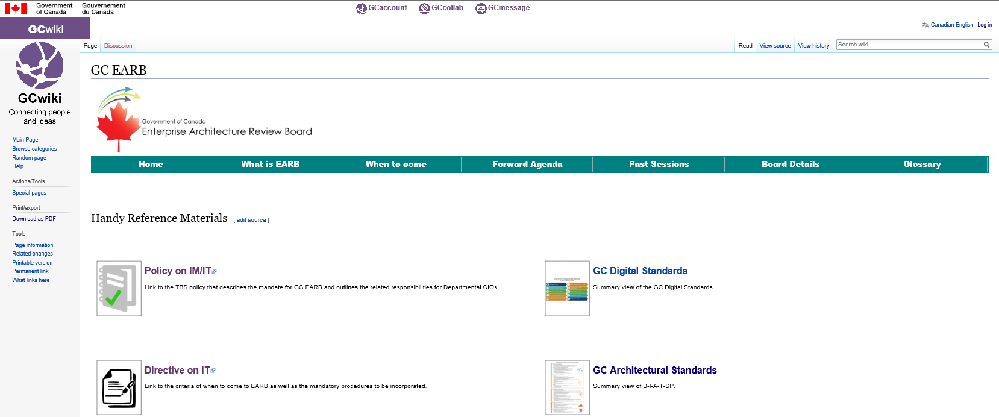 Government
of Canada
Gouvernement
du Canada
GCaccount
GCcollab
GCmessage
GCwiki
Canadian English
Log in
Page
Discussion
Read
View source
View history
Search wiki
GCwiki
Connecting people
and ideas
Main Page
Browse categories
Random page
Help
Actions/Tools
Special pages
Print/export
Download as PDF
Tools
Page information
Related changes
Printable version
Permanent link
What links here
GC EARB
Government of Canada
Enterprise Architecture Review Board
Home
What is EARB
When to come
Forward Agenda
Past Sessions
Board Details
Glossary
Handy Reference Materials [ edit source ]
Policy on IM/IT
Link to the TBS policy that describes the mandate for GC EARB and outlines the related responsibilities for Departmental CIOs.
GC Digital Standards
Summary view of the GC Digital Standards.
Directive on IT
Link to the criteria of when to come to EARB as well as the mandatory procedures to be incorporated.
GC Architectural Standards
Summary view of B-I-A-T-SP.